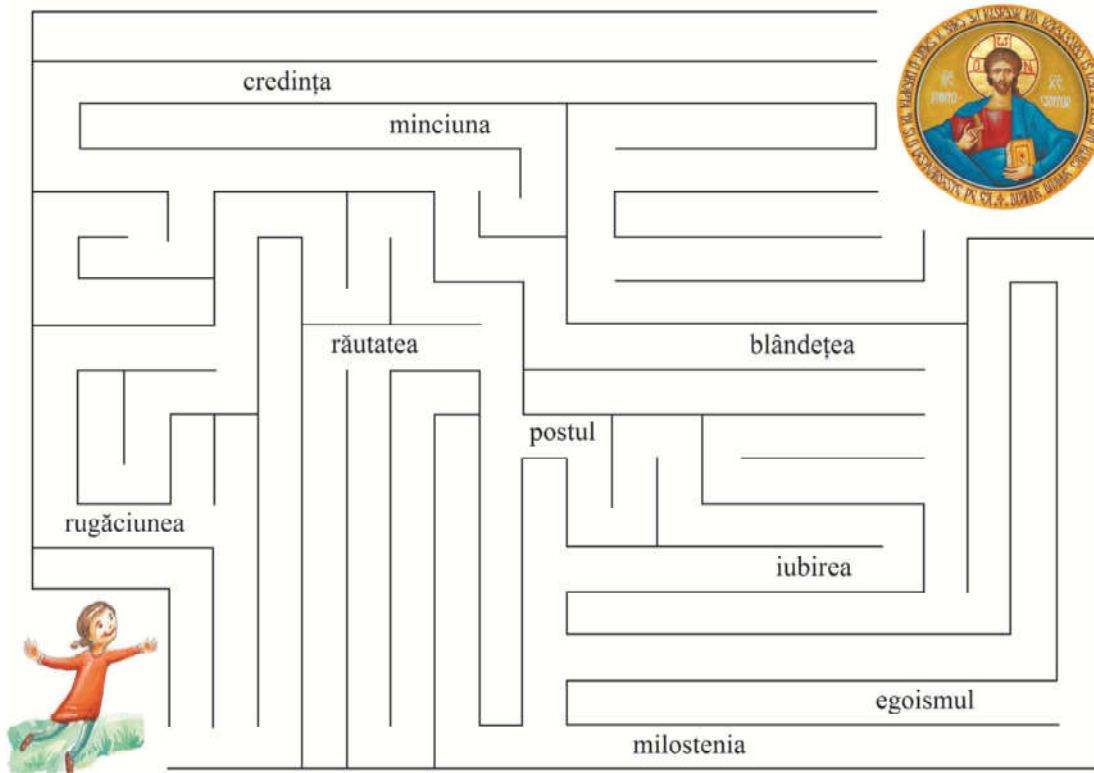 credința
minciuna
răutatea
blândețea
postul
rugăciunea
iubirea
egoismul
milostenia